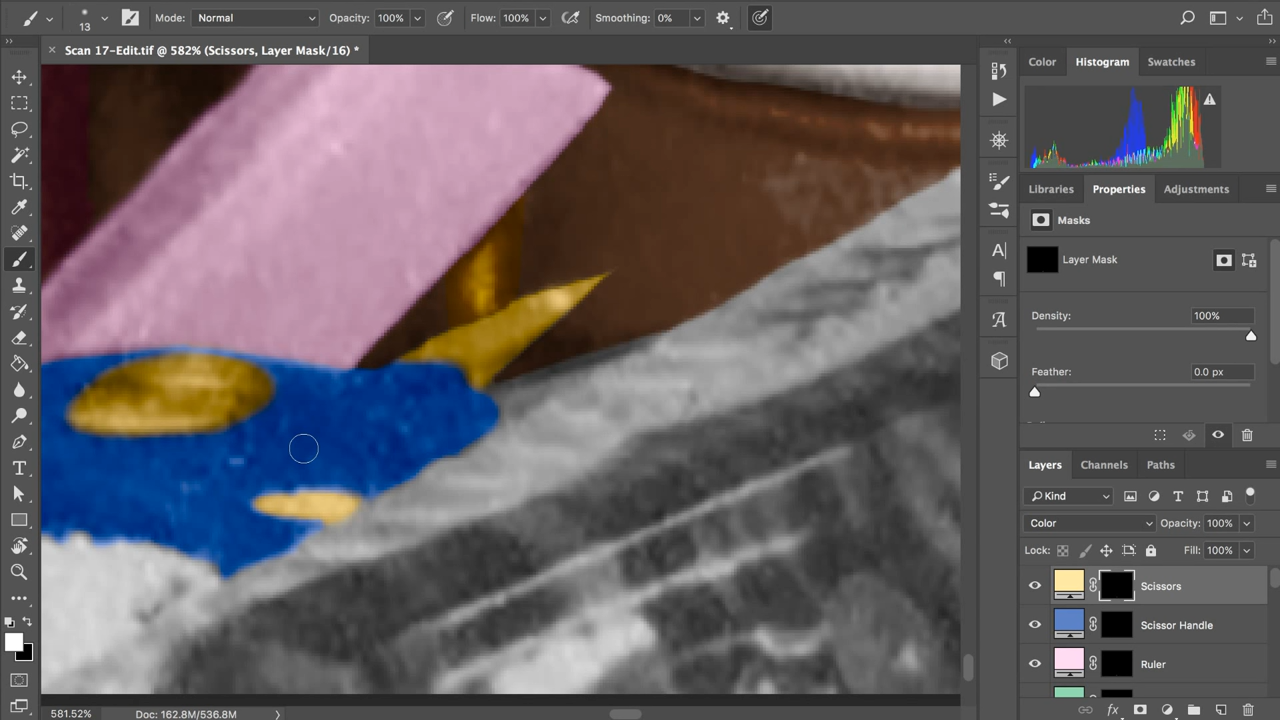 13 Mode: Normal Opacity: 100% Flow: 100% Smoothing: 0%
× Scan 17-Edit.tif @ 582% (Scissors, Layer Mask/16) *
Color Histogram Swatches
Libraries Properties Adjustments
Masks
Layer Mask
Density: 100%
Feather: 0.0 px
Layers Channels Paths
Kind
Color Opacity: 100%
Lock: Fill: 100%
Scissors
Scissor Handle
Ruler
fx
581.52% Doc: 162.8M/536.8M